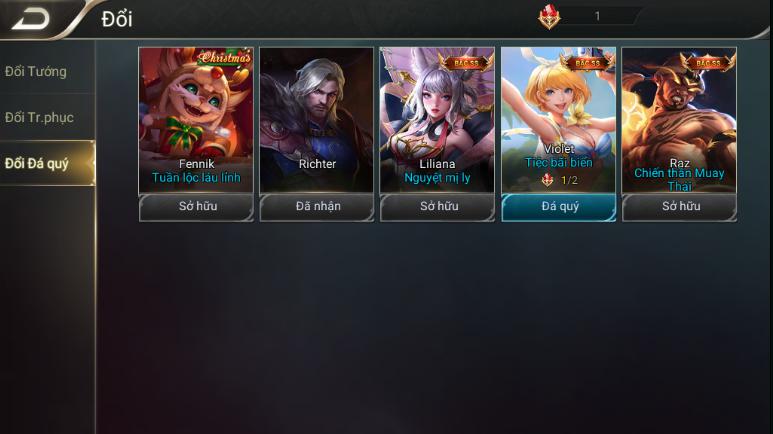 Đổi
1
Đổi Tướng
Đổi Tr.phục
Đổi Đá quý
Christmas
Fennik
Tuần lộc láu lỉnh
Sở hữu
Richter
Đã nhận
BẬC SS
Liliana
Nguyệt mị ly
Sở hữu
BẬC SS
Violet
Tiệc bãi biển
1/2
Đá quý
BẬC SS
Raz
Chiến thần Muay
Thái
Sở hữu